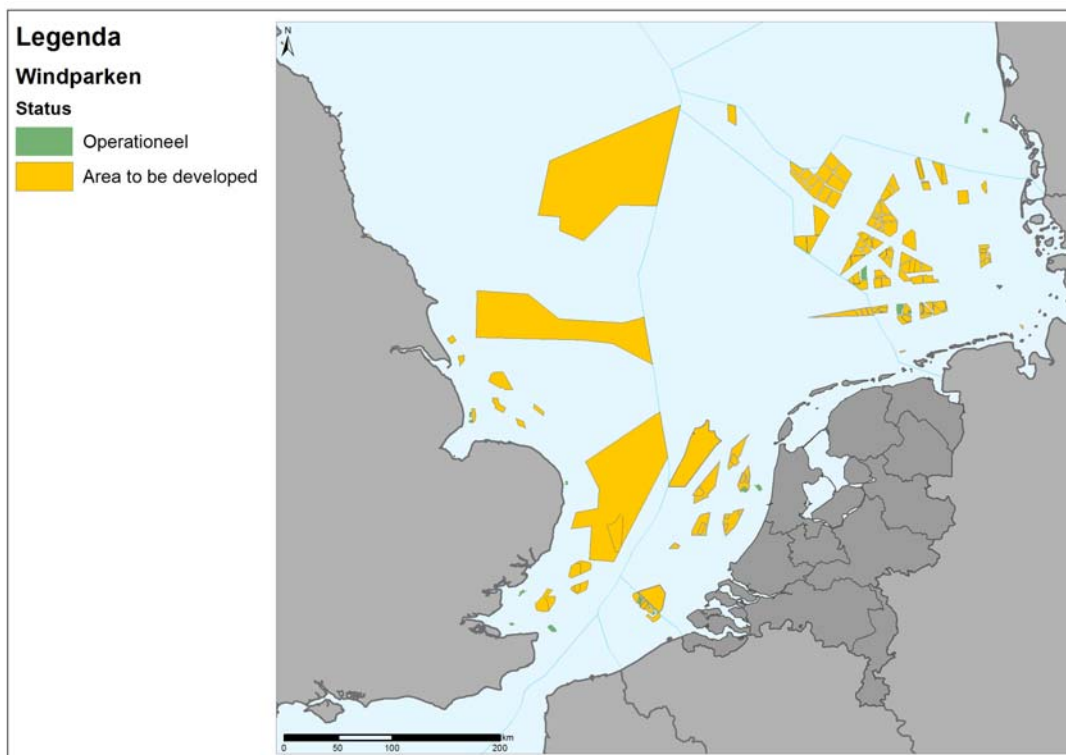 Legenda
Windparken
Status
Operationeel
Area to be developed
N
km
0 50 100 200